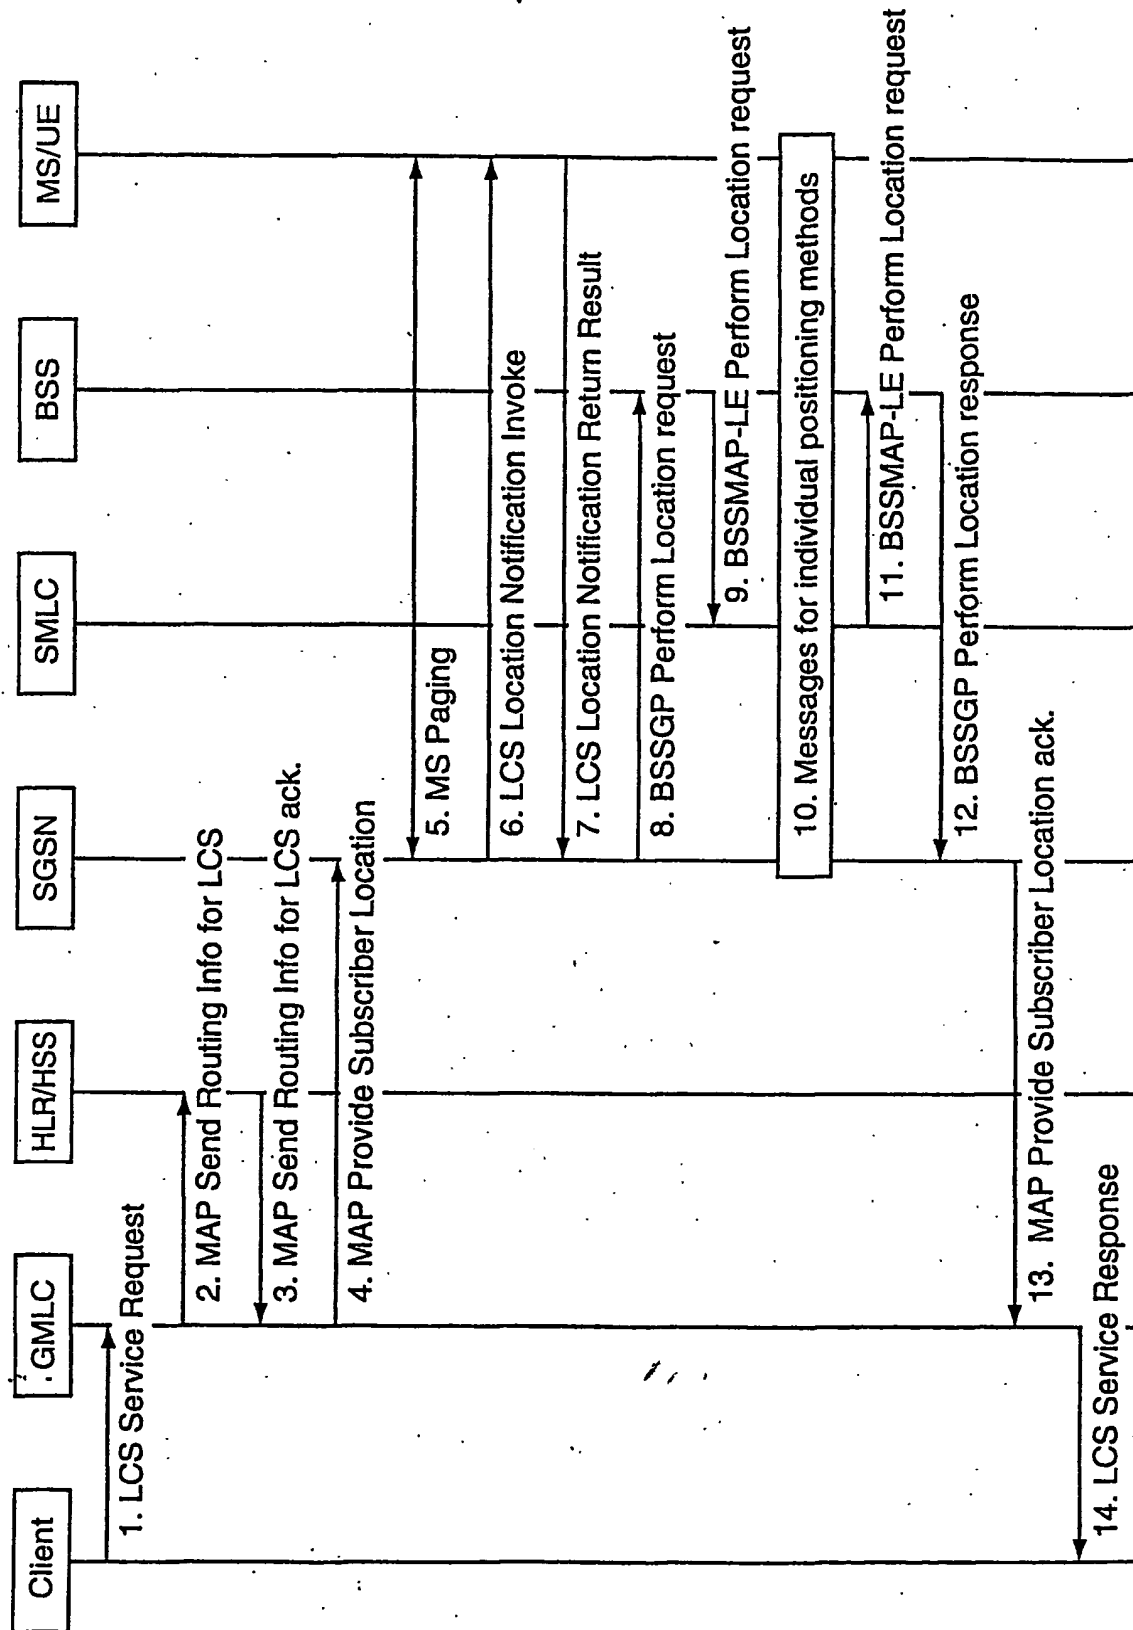 Client
GMLC
HLR/HSS
SGSN
SMLC
BSS
MS/UE
1. LCS Service Request
2. MAP Send Routing Info for LCS
3. MAP Send Routing Info for LCS ack.
4. MAP Provide Subscriber Location
5. MS Paging
6. LCS Location Notification Invoke
7. LCS Location Notification Return Result
8. BSSGP Perform Location request
9. BSSMAP-LE Perform Location request
10. Messages for individual positioning methods
11. BSSMAP-LE Perform Location request
12. BSSGP Perform Location response
13. MAP Provide Subscriber Location ack.
14. LCS Service Response